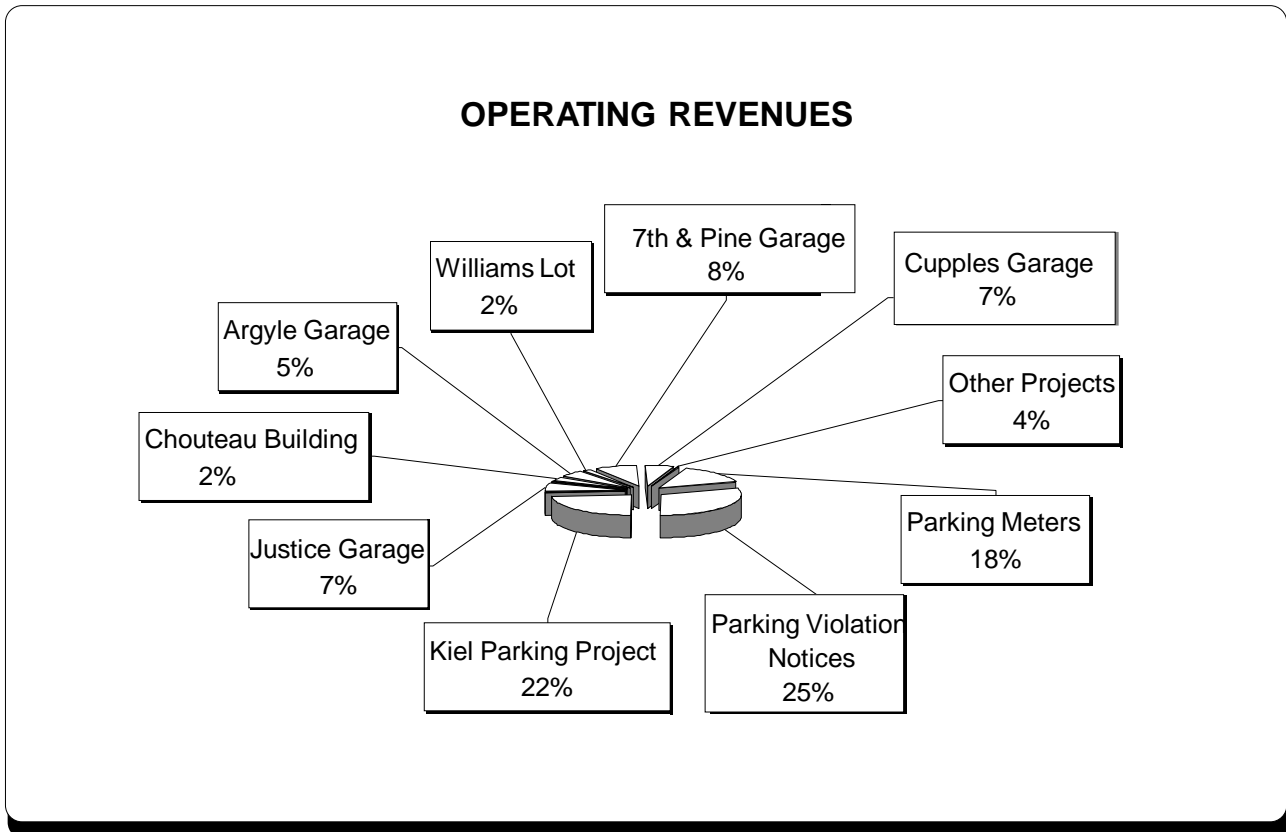 OPERATING REVENUES
7th & Pine Garage
8%
Cupples Garage
7%
Williams Lot
2%
Argyle Garage
5%
Other Projects
4%
Chouteau Building
2%
Parking Meters
18%
Justice Garage
7%
Kiel Parking Project
22%
Parking Violation
Notices
25%